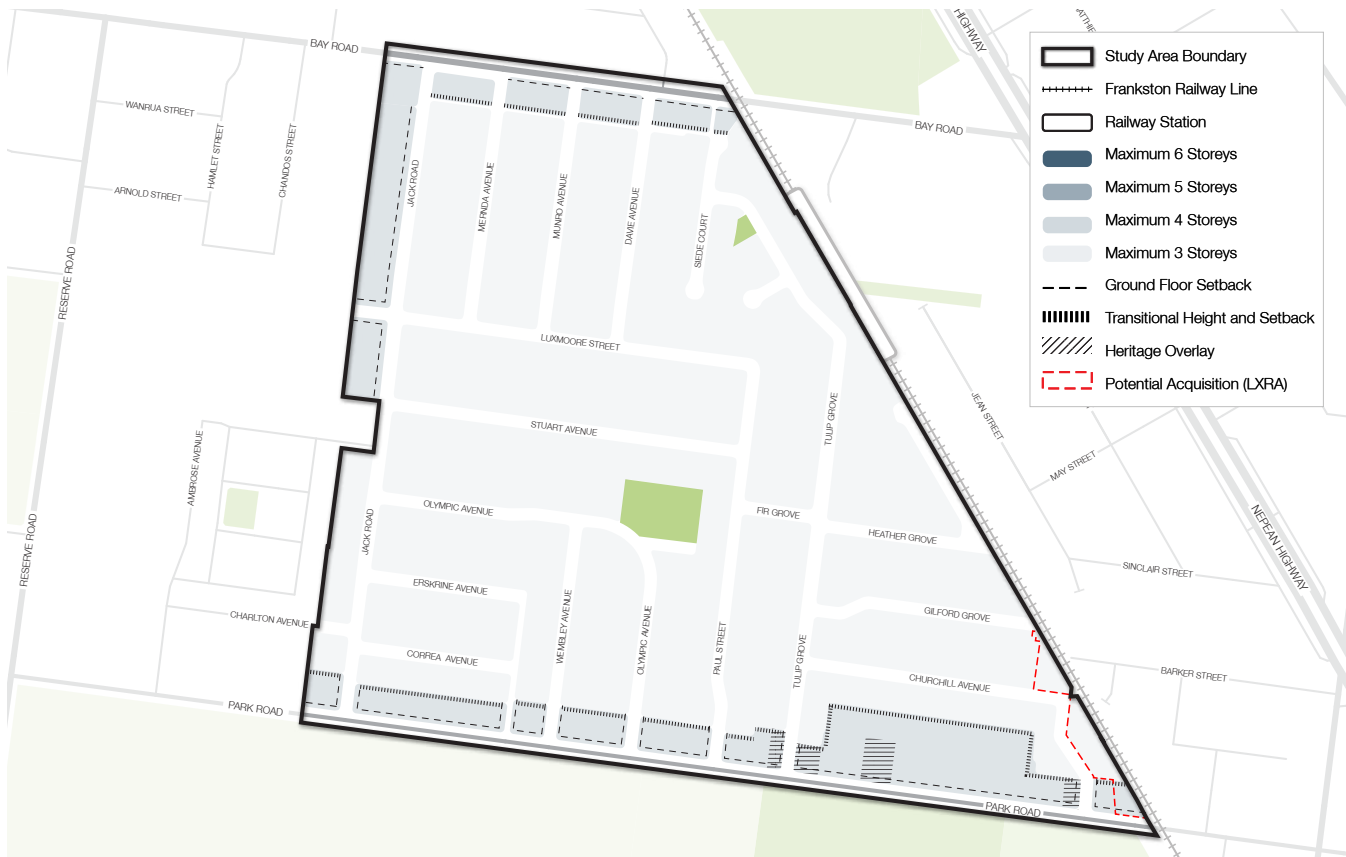 HIGHWAY
BAY ROAD
WANRUA STREET
HAMLET STREET
CHANDOS STREET
ARNOLD STREET
RESERVE ROAD
BAY ROAD
JACK ROAD
MERNDA AVENUE
MUNRO AVENUE
DAVIE AVENUE
SIEDE COURT
LUXMOORE STREET
TULIP GROVE
STUART AVENUE
JEAN STREET
MAY STREET
AMBROSE AVENUE
RESERVE ROAD
JACK ROAD
OLYMPIC AVENUE
FIR GROVE
HEATHER GROVE
NEPEAN HIGHWAY
SINCLAIR STREET
ERSKRINE AVENUE
WEMBLEY AVENUE
OLYMPIC AVENUE
PAUL STREET
TULIP GROVE
GILFORD GROVE
CHARLTON AVENUE
CORREA AVENUE
CHURCHILL AVENUE
BARKER STREET
PARK ROAD
PARK ROAD
Study Area Boundary
Frankston Railway Line
Railway Station
Maximum 6 Storeys
Maximum 5 Storeys
Maximum 4 Storeys
Maximum 3 Storeys
Ground Floor Setback
Transitional Height and Setback
Heritage Overlay
Potential Acquisition (LXRA)